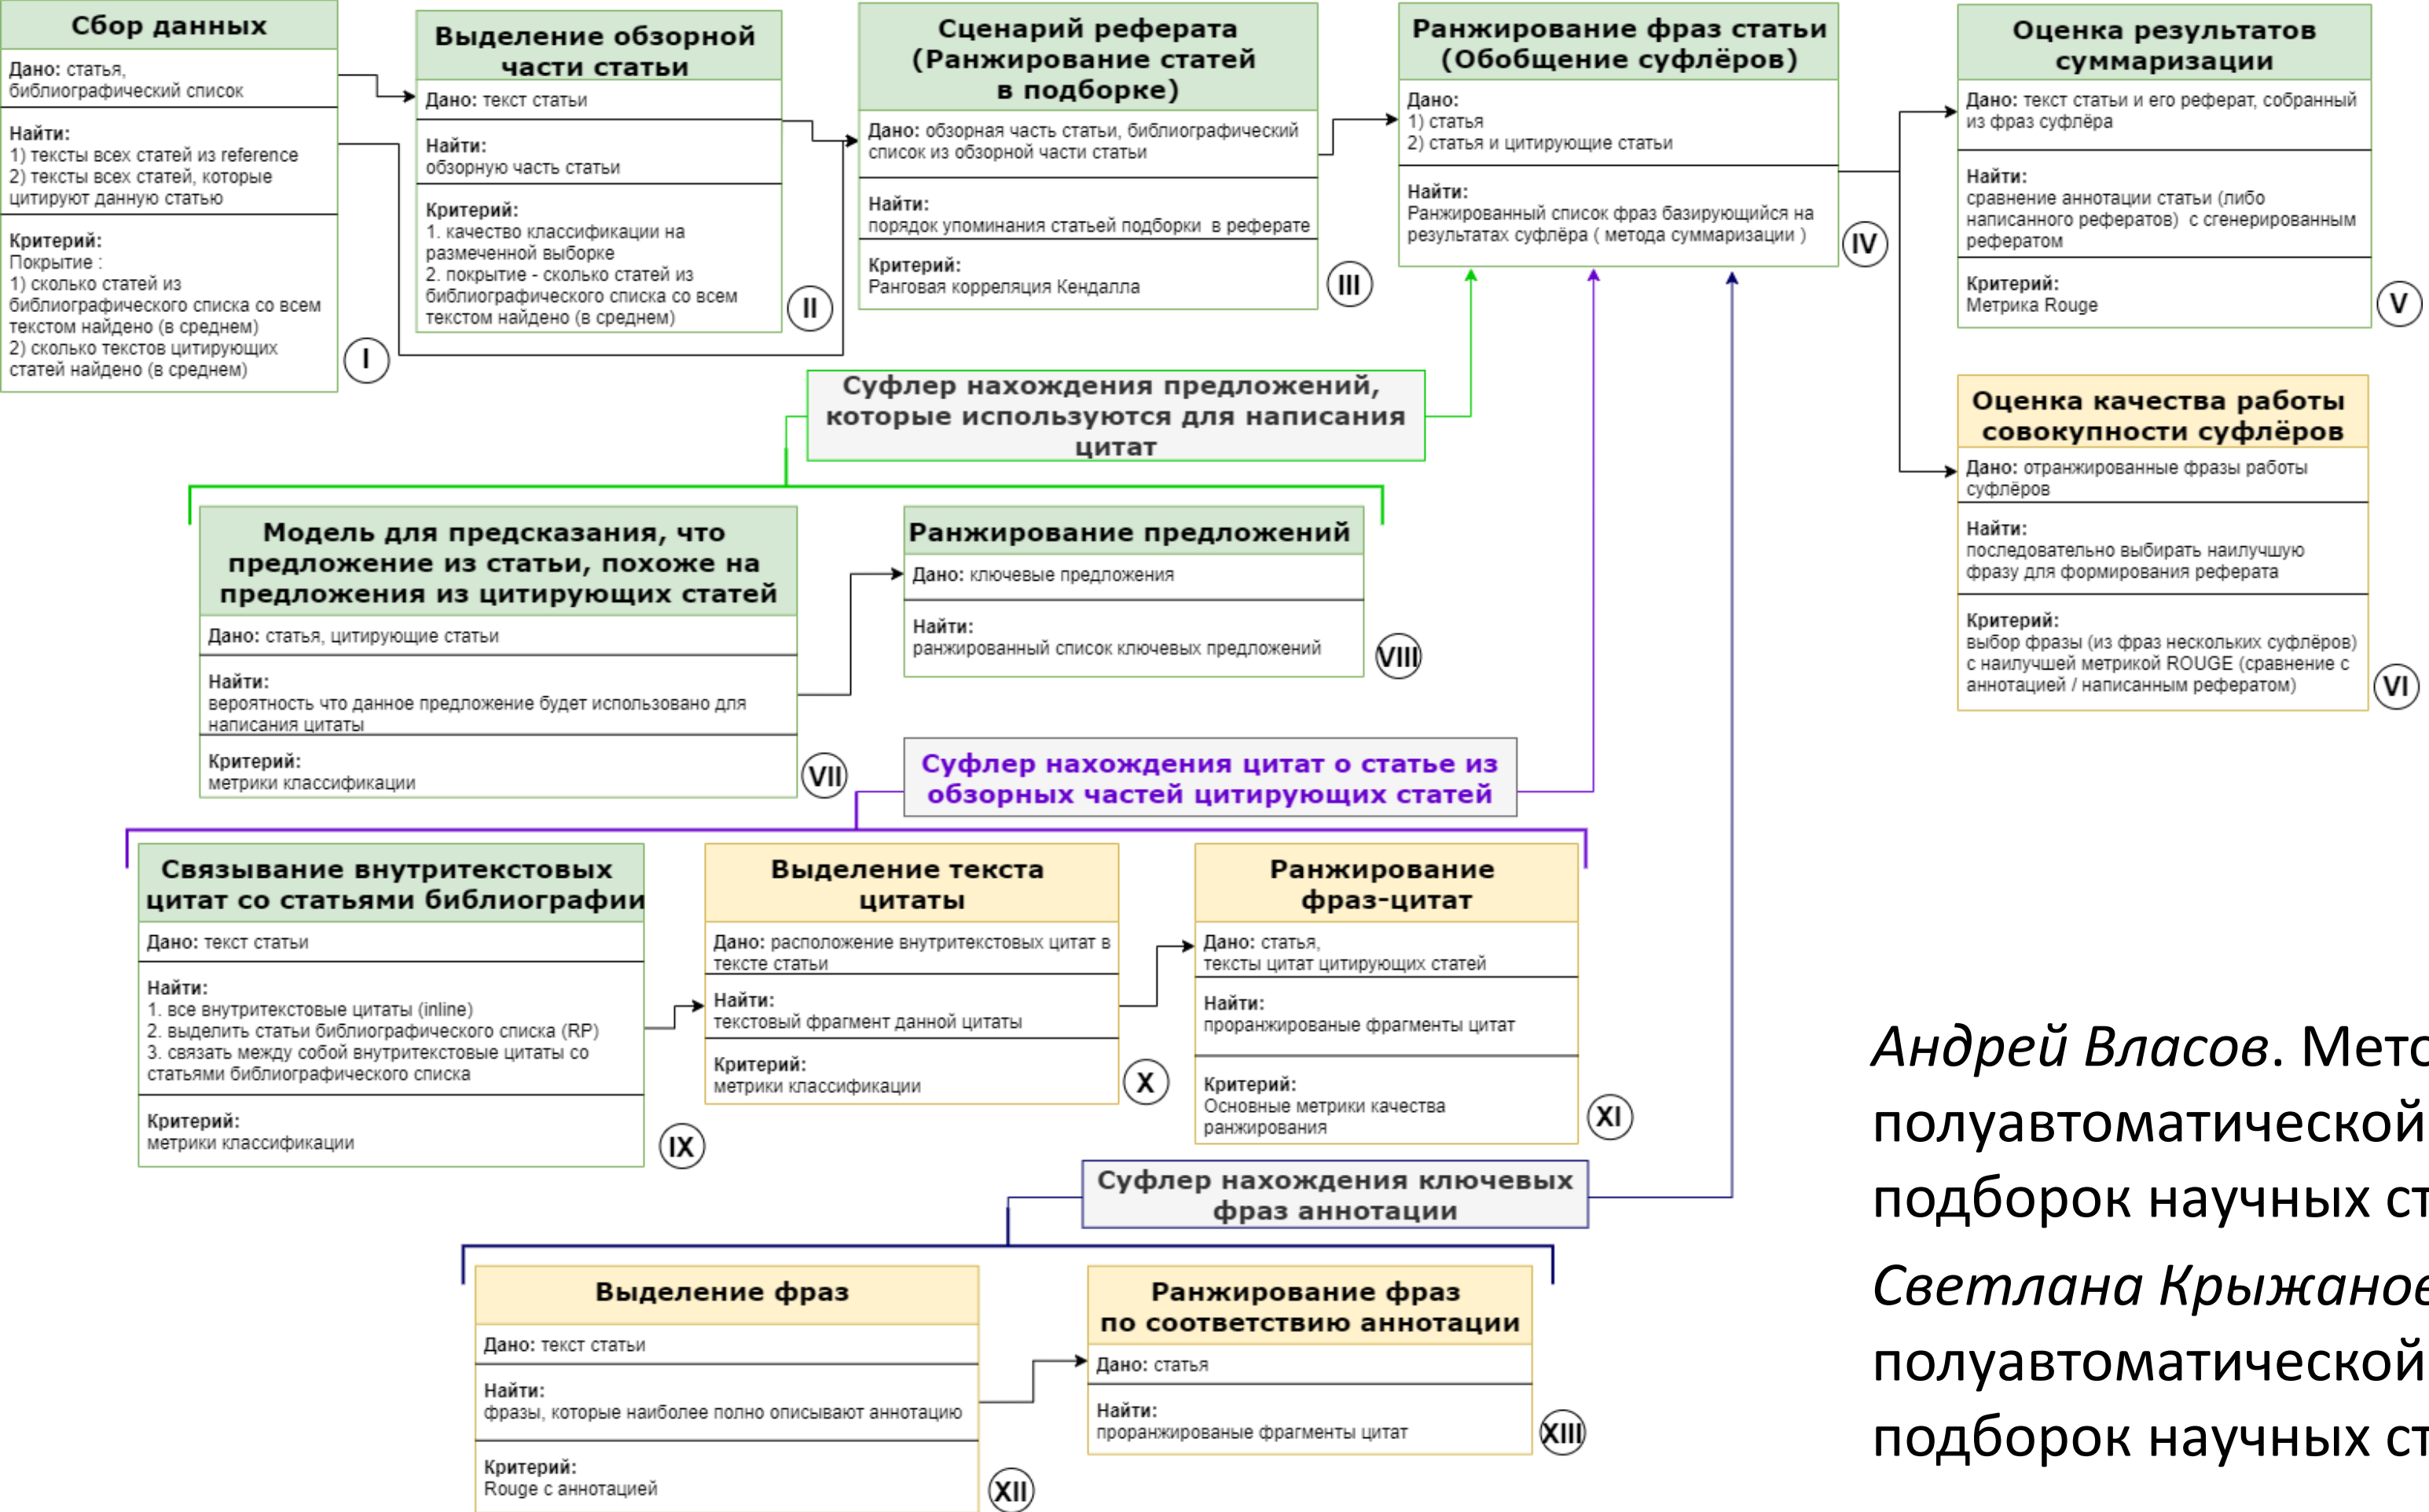 Сбор данных
Дано: статья,
библиографический список
Найти:
1) тексты всех статей из reference
2) тексты всех статей, которые
цитируют данную статью
Критерий:
Покрытие :
1) сколько статей из
библиографического списка со всем
текстом найдено (в среднем)
2) сколько текстов цитирующих
статей найдено (в среднем)
I
Выделение обзорной
части статьи
Дано: текст статьи
Найти:
обзорную часть статьи
Критерий:
1. качество классификации на
размеченной выборке
2. покрытие - сколько статей из
библиографического списка со всем
текстом найдено (в среднем)
II
Сценарий реферата
(Ранжирование статей
в подборке)
Дано: обзорная часть статьи, библиографический
список из обзорной части статьи
Найти:
порядок упоминания статьей подборки в реферате
Критерий:
Ранговая корреляция Кендалла
III
Ранжирование фраз статьи
(Обобщение суфлёров)
Дано:
1) статья
2) статья и цитирующие статьи
Найти:
Ранжированный список фраз базирующийся на
результатах суфлёра ( метода суммаризации )
IV
Оценка результатов
суммаризации
Дано: текст статьи и его реферат, собранный
из фраз суфлёра
Найти:
сравнение аннотации статьи (либо
написанного рефератов) с сгенерированным
рефератом
Критерий:
Метрика Rouge
V
Оценка качества работы
совокупности суфлёров
Дано: отранжированные фразы работы
суфлёров
Найти:
последовательно выбирать наилучшую
фразу для формирования реферата
Критерий:
выбор фразы (из фраз нескольких суфлёров)
с наилучшей метрикой ROUGE (сравнение с
аннотацией / написанным рефератом)
VI
Суфлер нахождения предложений,
которые используются для написания
цитат
Модель для предсказания, что
предложение из статьи, похоже на
предложения из цитирующих статей
Дано: статья, цитирующие статьи
Найти:
вероятность что данное предложение будет использовано для
написания цитаты
Критерий:
метрики классификации
VII
Ранжирование предложений
Дано: ключевые предложения
Найти:
ранжированный список ключевых предложений
VIII
Суфлер нахождения цитат о статье из
обзорных частей цитирующих статей
Связывание внутритекстовых
цитат со статьями библиографии
Дано: текст статьи
Найти:
1. все внутритекстовые цитаты (inline)
2. выделить статьи библиографического списка (RP)
3. связать между собой внутритекстовые цитаты со
статьями библиографического списка
Критерий:
метрики классификации
IX
Выделение текста
цитаты
Дано: расположение внутритекстовых цитат в
тексте статьи
Найти:
текстовый фрагмент данной цитаты
Критерий:
метрики классификации
X
Ранжирование
фраз-цитат
Дано: статья,
тексты цитат цитирующих статей
Найти:
проранжированые фрагменты цитат
Критерий:
Основные метрики качества
ранжирования
XI
Суфлер нахождения ключевых
фраз аннотации
Выделение фраз
Дано: текст статьи
Найти:
фразы, которые наиболее полно описывают аннотацию
Критерий:
Rouge с аннотацией
XII
Ранжирование фраз
по соответствию аннотации
Дано: статья
Найти:
проранжированые фрагменты цитат
XIII
Андрей Власов.
полуавтоматической
подборок научных
Светлана
полуавтоматической
подборок научных